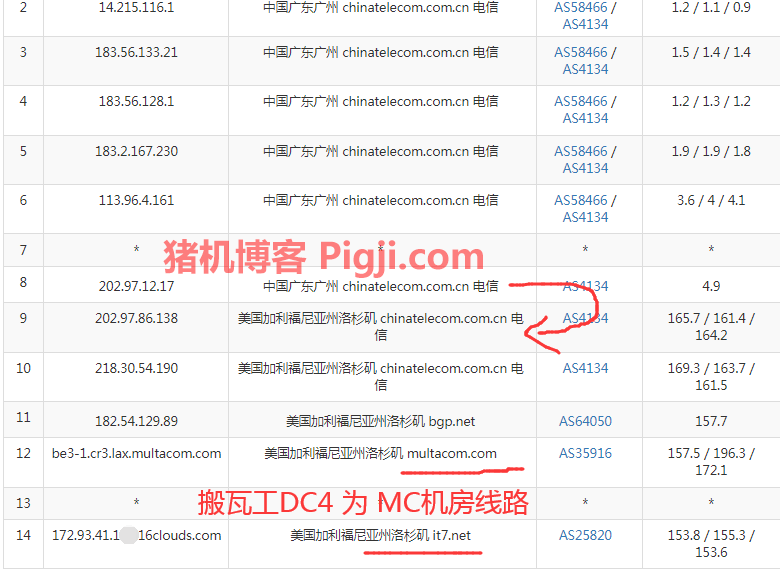 2 14.215.116.1 中国广东广州 chinatelecom.com.cn 电信 AS58466 / 1.2 / 1.1 / 0.9
AS4134
3 183.56.133.21 中国广东广州 chinatelecom.com.cn 电信 AS58466 / 1.5 / 1.4 / 1.4
AS4134
4 183.56.128.1 中国广东广州 chinatelecom.com.cn 电信 AS58466 / 1.2 / 1.3 / 1.2
AS4134
5 183.2.167.230 中国广东广州 chinatelecom.com.cn 电信 AS58466 / 1.9 / 1.9 / 1.8
AS4134
6 113.96.4.161 中国广东广州 chinatelecom.com.cn 电信 AS58466 / 3.6 / 4 / 4.1
AS4134
7 * * * *
猪机博客 Pigji.com
8 202.97.12.17 中国广东广州 chinatelecom.com.cn 电信 AS4134 4.9
9 202.97.86.138 美国加利福尼亚州洛杉矶 chinatelecom.com.cn 电 AS4134 165.7 / 161.4 /
信 164.2
10 218.30.54.190 美国加利福尼亚州洛杉矶 chinatelecom.com.cn 电 AS4134 169.3 / 163.7 /
信 161.5
11 182.54.129.89 美国加利福尼亚州洛杉矶 bgp.net AS64050 157.7
12 be3-1.cr3.lax.multacom.com 美国加利福尼亚州洛杉矶 multacom.com AS35916 157.5 / 196.3 /
172.1
13 * * * *
搬瓦工DC4 为 MC机房线路
14 172.93.41.1 16clouds.com 美国加利福尼亚州洛杉矶 it7.net AS25820 153.8 / 155.3 /
153.6